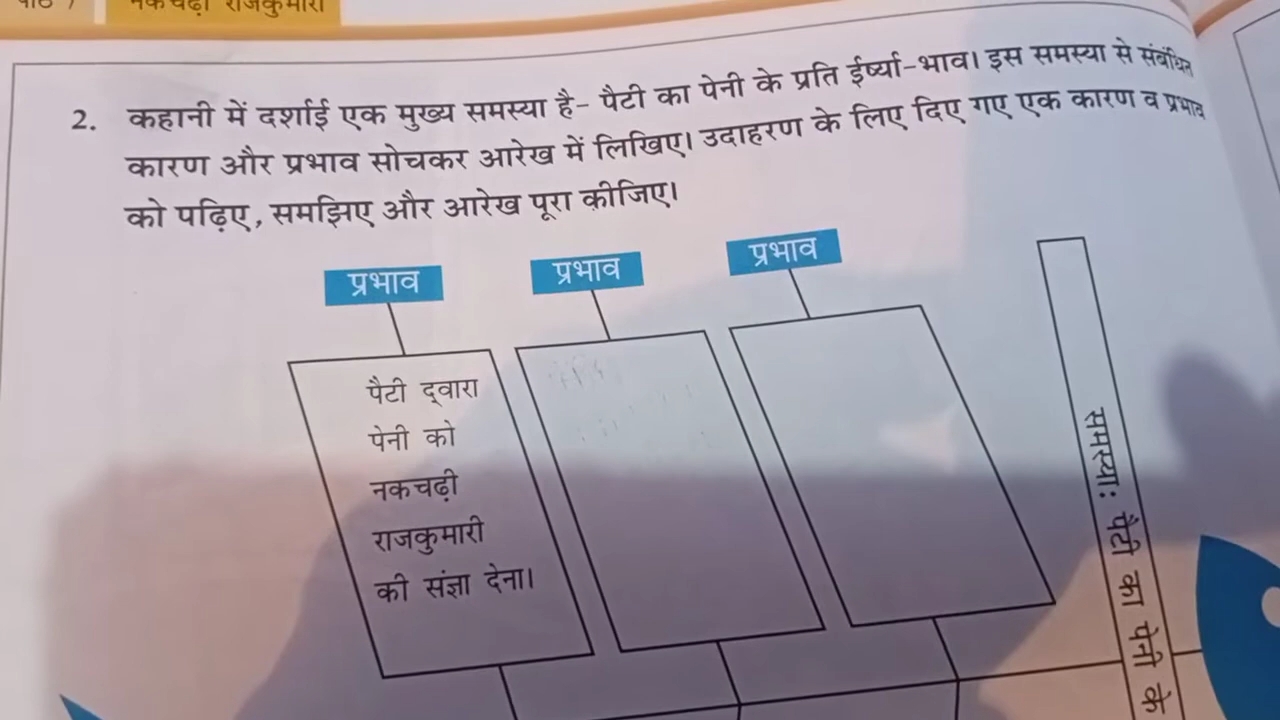 पाठ 7
नकचढ़ी राजकुमारी
2. कहानी में दर्शाई एक मुख्य समस्या है- पैटी का पेनी के प्रति ईर्ष्या-भाव। इस समस्या से संबंधित
कारण और प्रभाव सोचकर आरेख में लिखिए। उदाहरण के लिए दिए गए एक कारण व प्रभाव
को पढ़िए, समझिए और आरेख पूरा कीजिए।
प्रभाव
प्रभाव
प्रभाव
पैटी द्वारा
पेनी को
नकचढ़ी
राजकुमारी
की संज्ञा देना।
समस्या: पैटी का पेनी के